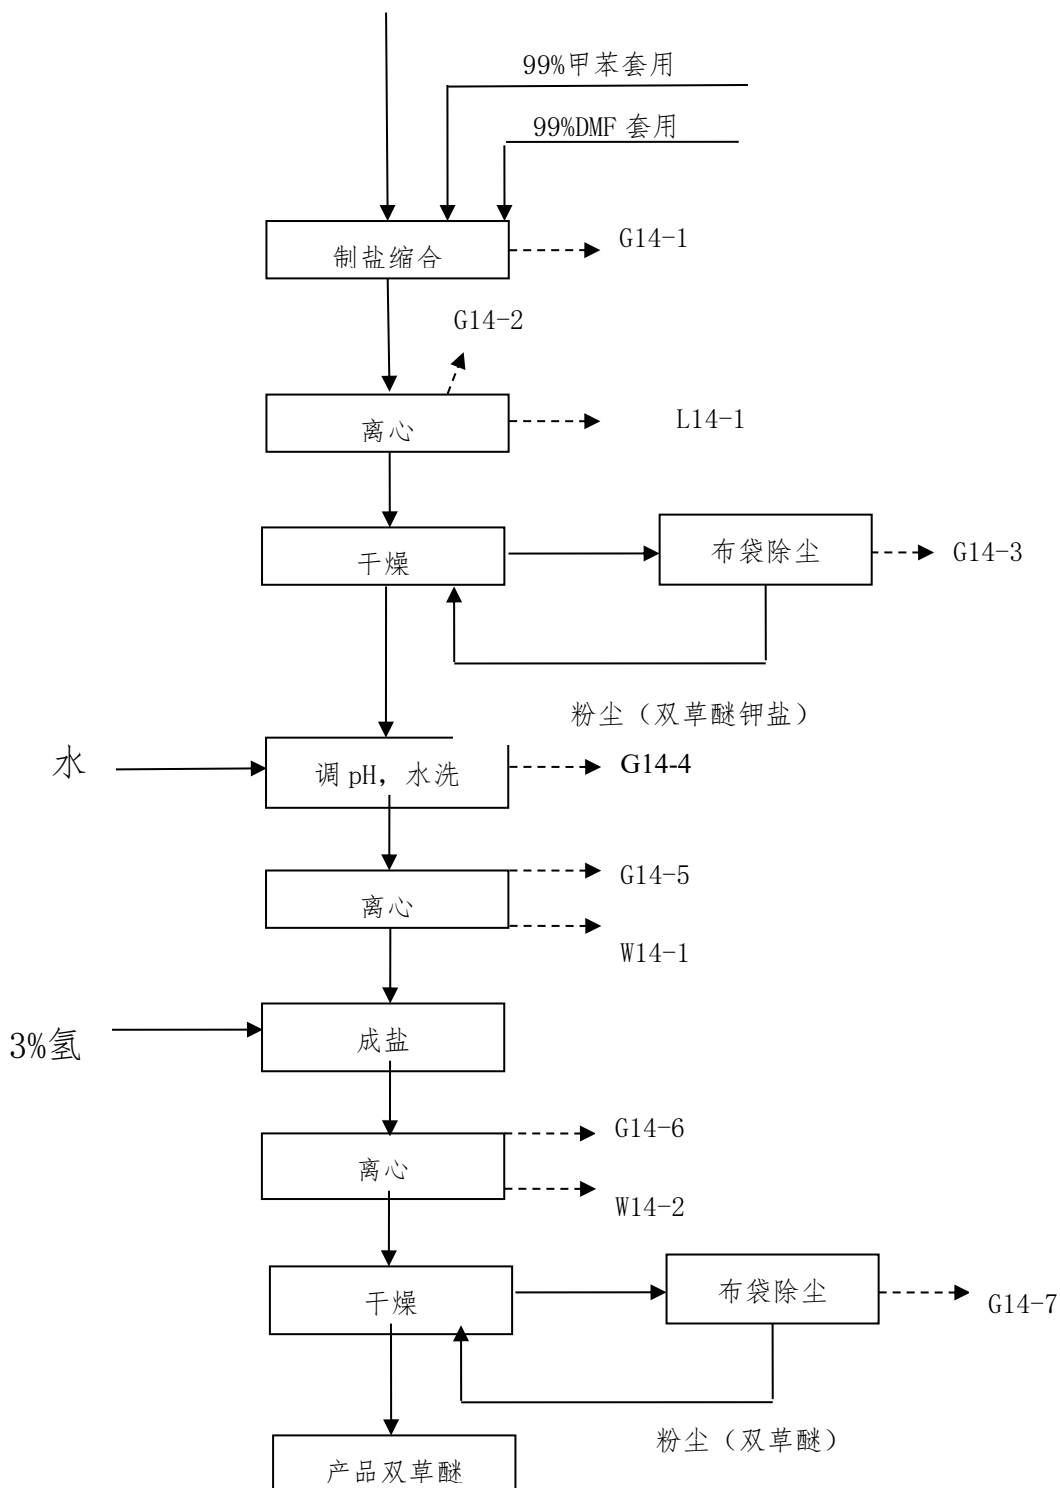 99%甲苯套用
99%DMF 套用
制盐缩合
G14-1
G14-2
离心
L14-1
干燥
布袋除尘
G14-3
粉尘（双草醚钾盐）
水
调 pH，水洗
G14-4
离心
G14-5
W14-1
3%氢
成盐
离心
G14-6
W14-2
干燥
布袋除尘
G14-7
粉尘（双草醚）
产品双草醚